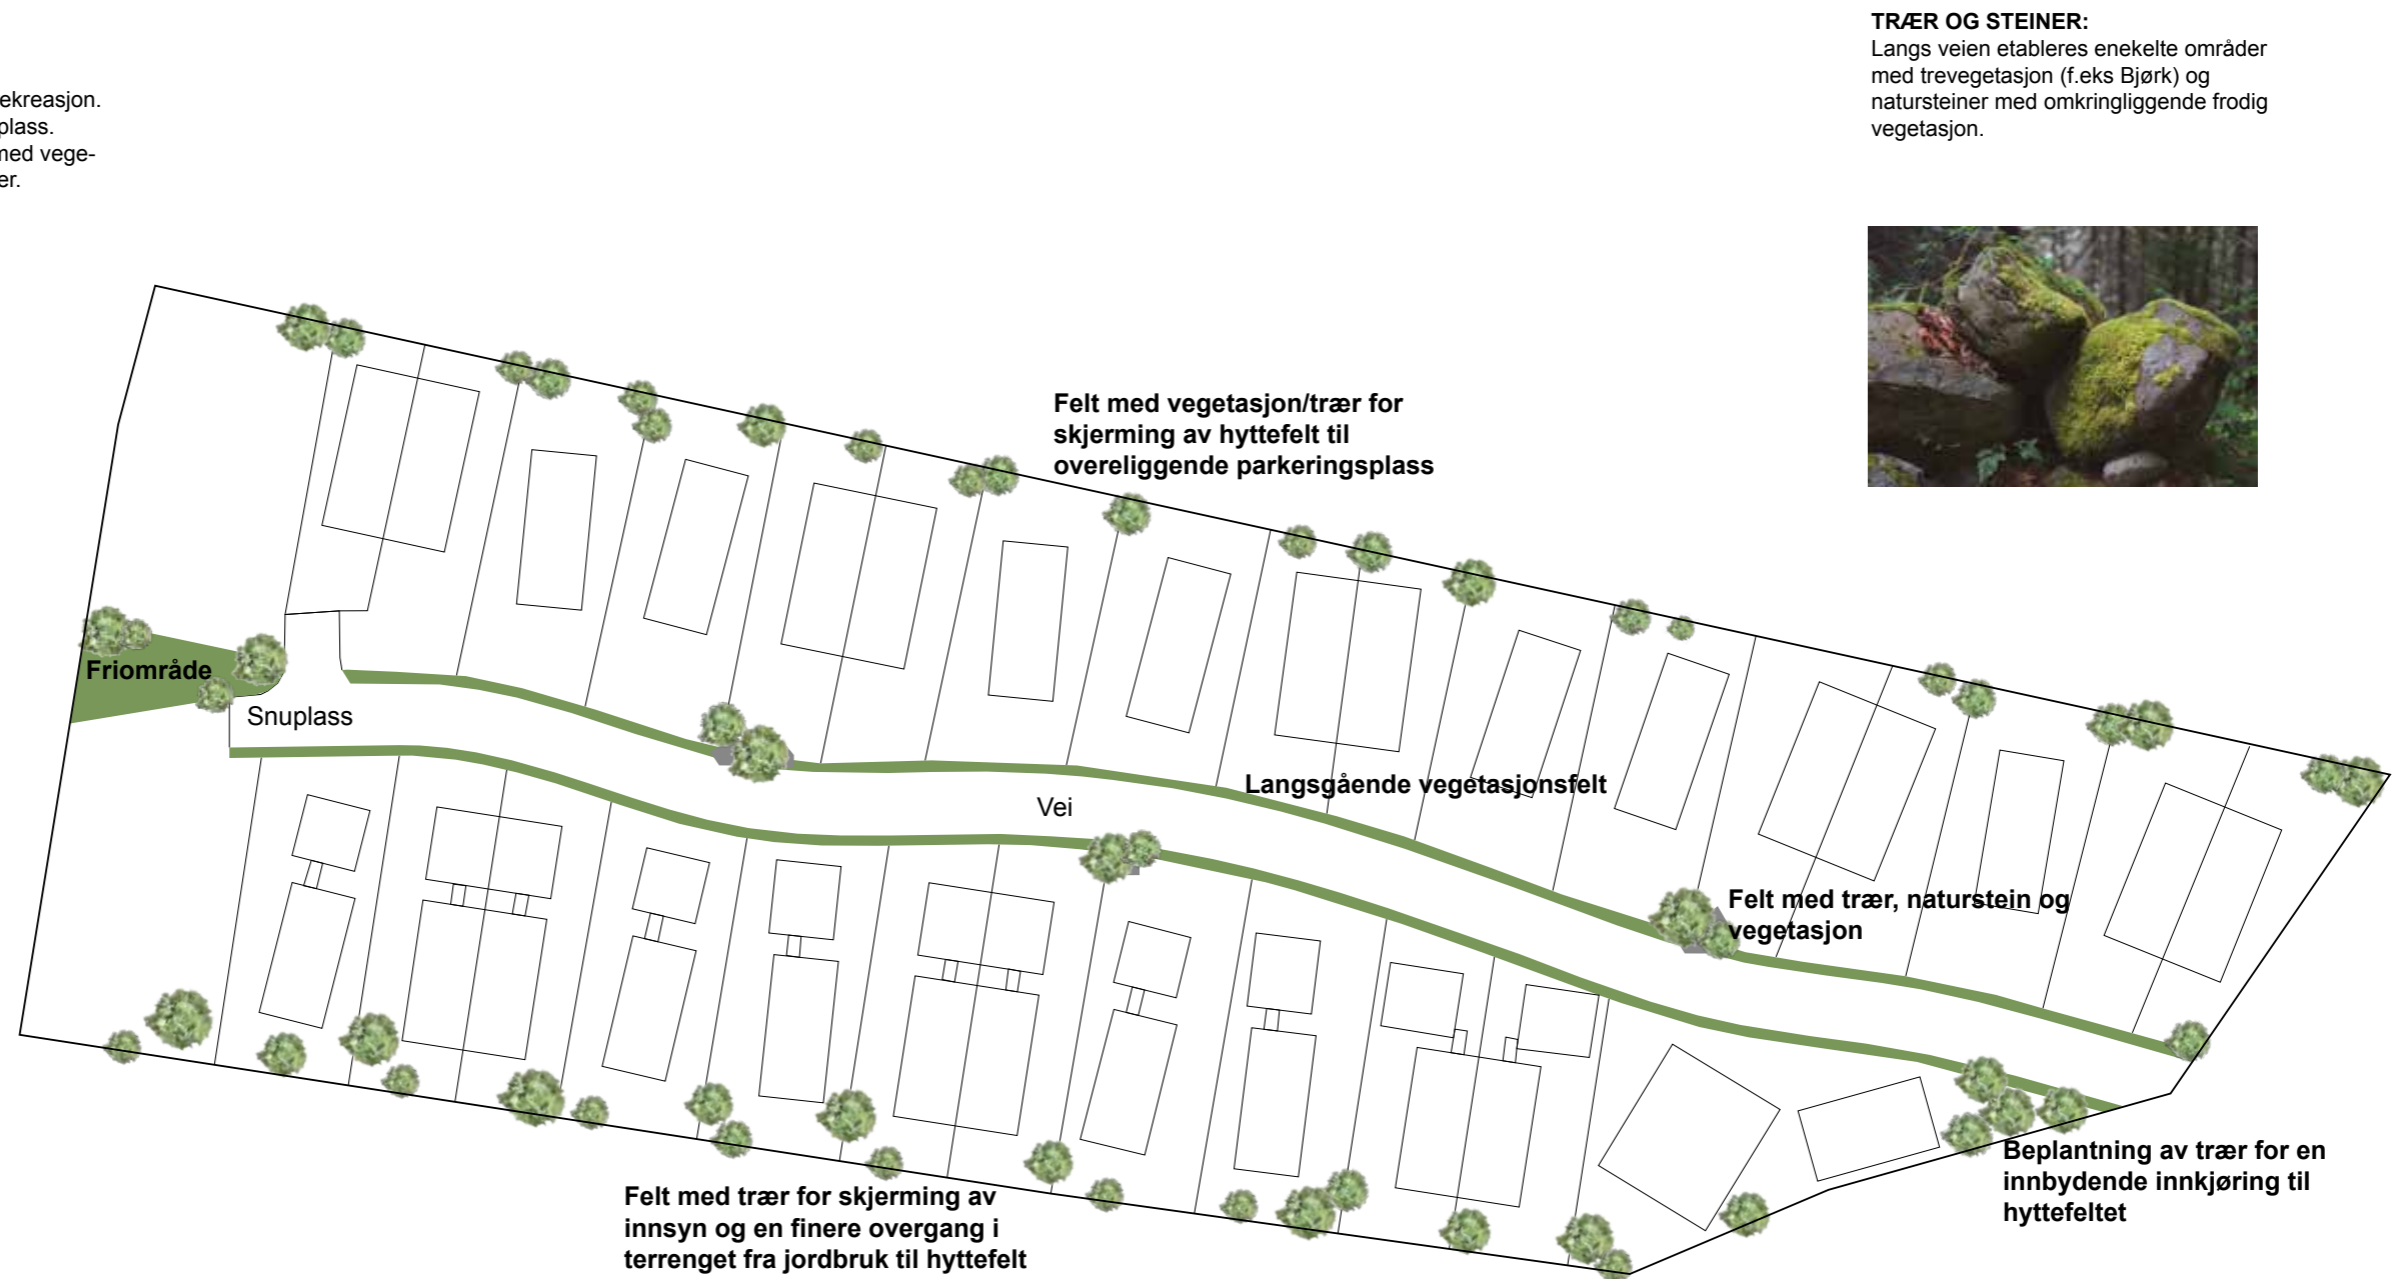 TRÆR OG STEINER:
Langs veien etableres enekelte områder
med trevegetasjon (f.eks Bjørk) og
natursteiner med omkringliggende frodig
vegetasjon.
ekreasjon.
plass.
med vege-
er.
Felt med vegetasjon/trær for
skjerming av hyttefelt til
overeliggende parkeringsplass
Friområde
Snuplass
Langsgående vegetasjonsfelt
Vei
Felt med trær, naturstein og
vegetasjon
Beplantning av trær for en
innbydende innkjøring til
hyttefeltet
Felt med trær for skjerming av
innsyn og en finere overgang i
terrenget fra jordbruk til hyttefelt